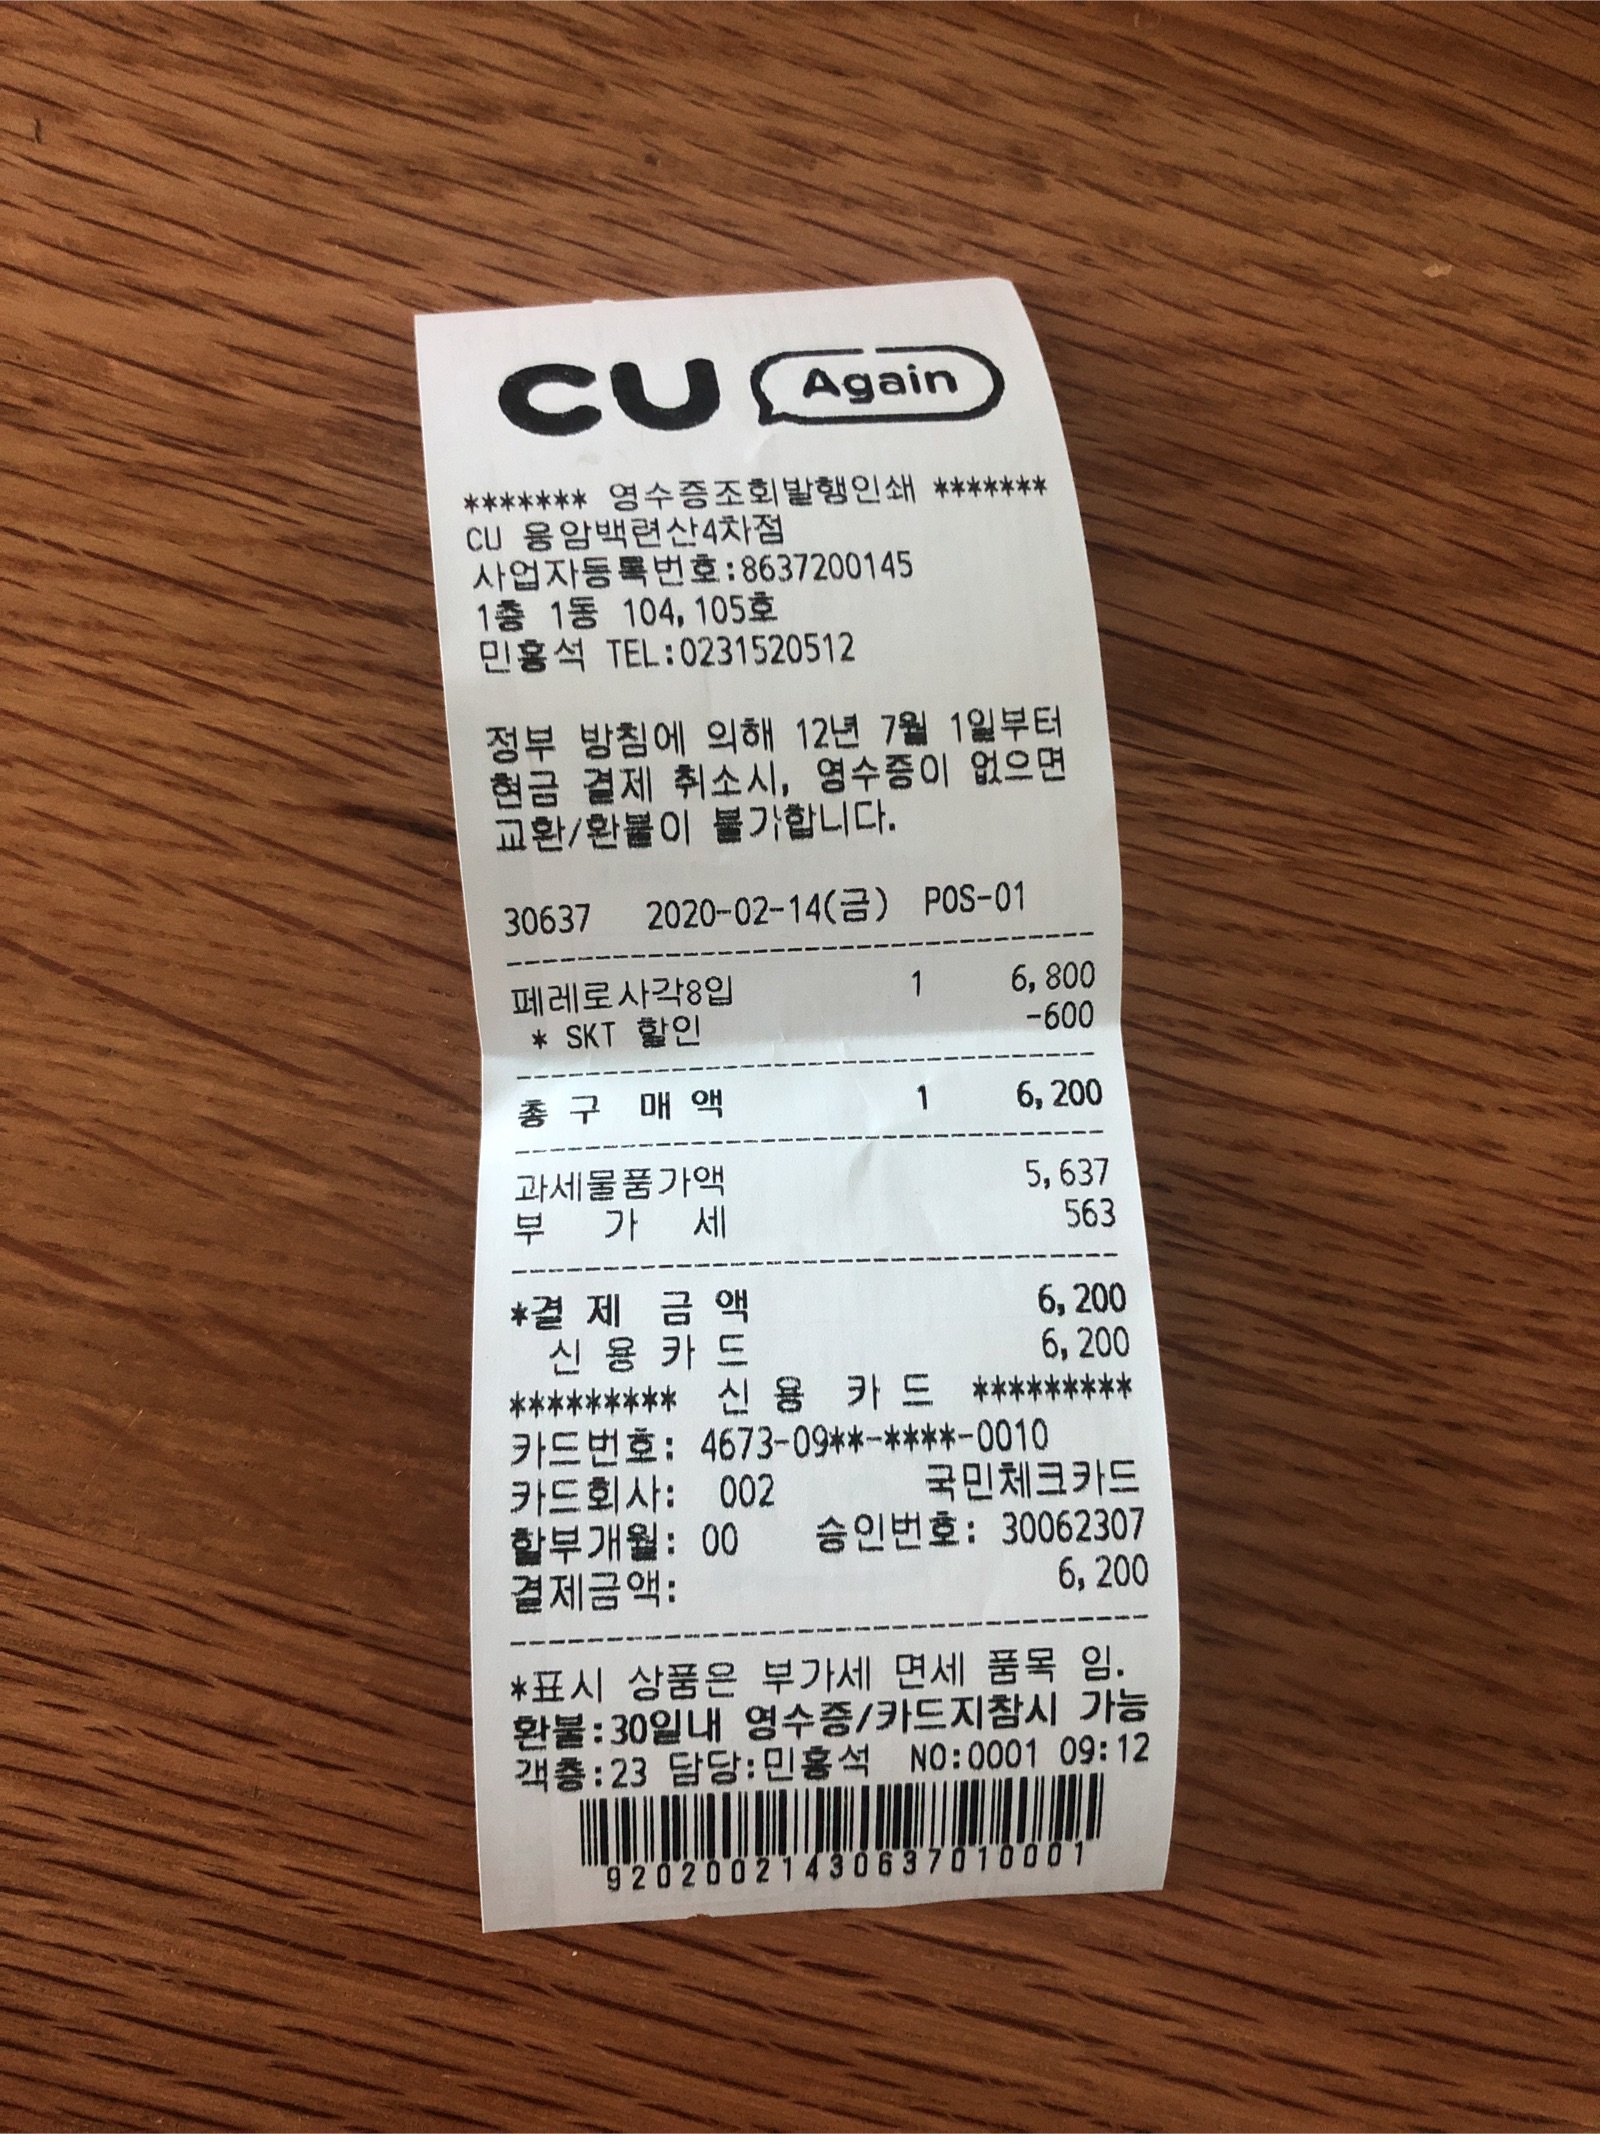 CU Again
******* 영수증조회발행인쇄 *******
CU 응암백련산4차점
사업자등록번호:8637200145
1층 1동 104,105호
민홍석 TEL:0231520512
정부 방침에 의해 12년 7월 1일부터
현금 결제 취소시, 영수증이 없으면
교환/환불이 불가합니다.
30637 2020-02-14(금) POS-01
페레로사각8입 1 6,800
* SKT 할인 -600
총 구 매 액 1 6,200
과세물품가액 5,637
부 가 세 563
*결 제 금 액 6,200
신 용 카 드 6,200
********* 신 용 카 드 *********
카드번호: 4673-09**-****-0010
카드회사: 002 국민체크카드
할부개월: 00 승인번호: 30062307
결제금액: 6,200
*표시 상품은 부가세 면세 품목 임.
환불:30일내 영수증/카드지참시 가능
객층:23 담당:민홍석 NO:0001 09:12
92020021430637010001